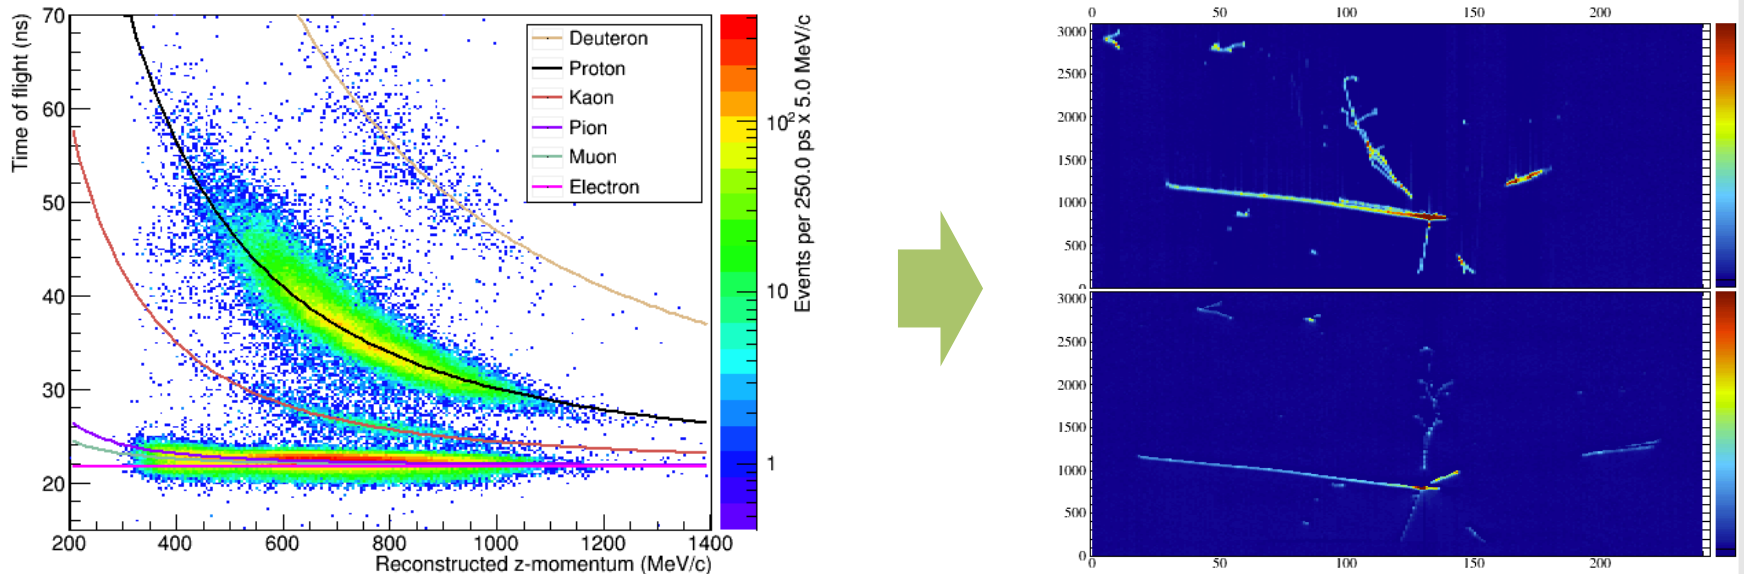 Time of flight (ns)
70
60
50
40
30
20
200 400 600 800 1000 1200 1400
Reconstructed z-momentum (MeV/c)
Deuteron
Proton
Kaon
Pion
Muon
Electron
10²
10
1
Events per 250.0 ps x 5.0 MeV/c
0 50 100 150 200
3000
2500
2000
1500
1000
500
0
3000
2500
2000
1500
1000
500
0
0 50 100 150 200